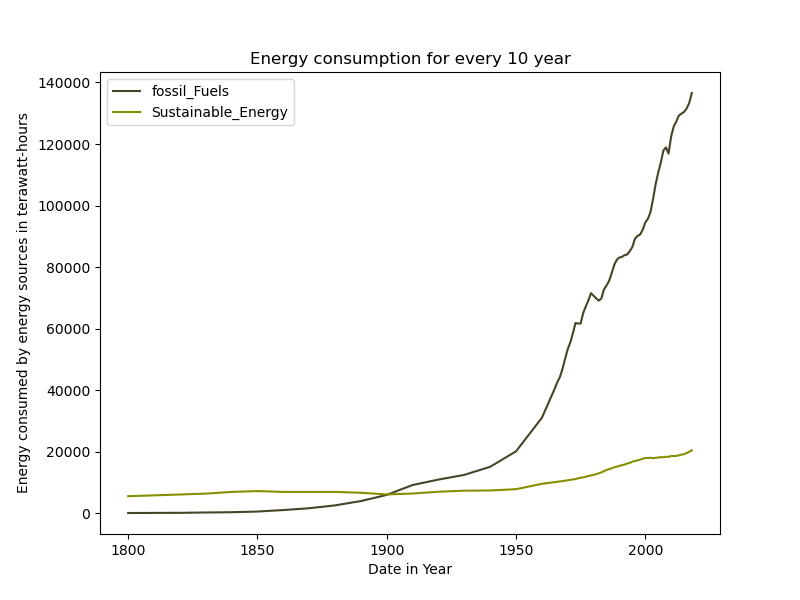 Energy consumption for every 10 year
fossil_Fuels
Sustainable_Energy
Energy consumed by energy sources in terawatt-hours
140000
120000
100000
80000
60000
40000
20000
0
1800 1850 1900 1950 2000
Date in Year